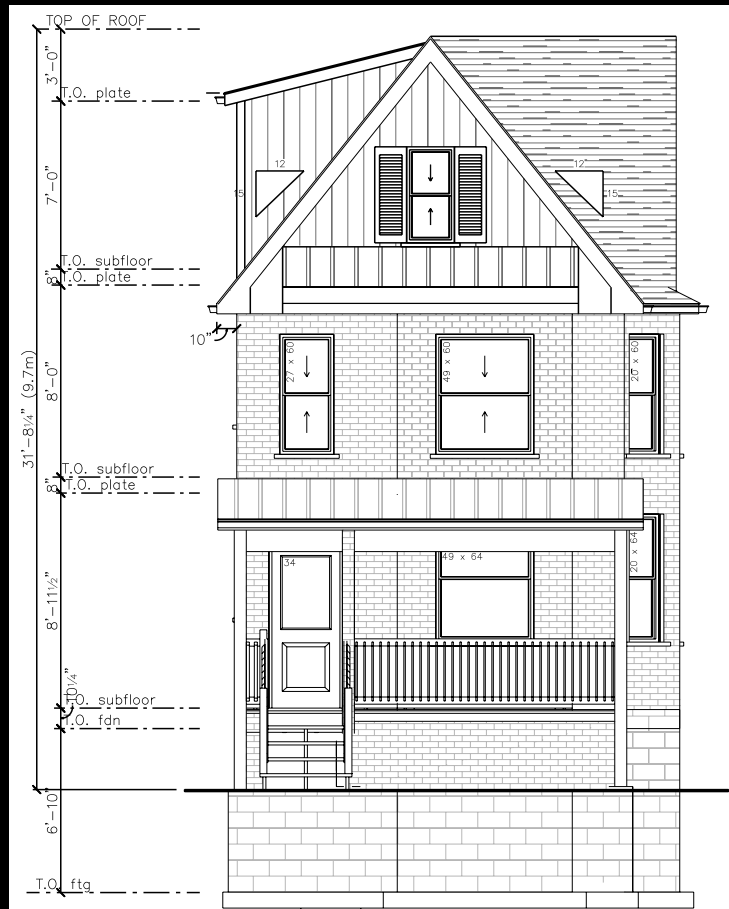 TOP OF ROOF
3'-0"
T.O. plate
7'-0"
12
15
12
15
T.O. subfloor
8"
T.O. plate
10"
27 x 60
49 x 60
20 x 60
8'-0"
31'-8¼" (9.7m)
T.O. subfloor
8"
T.O. plate
34
49 x 64
20 x 64
8'-11½"
10¼"
T.O. subfloor
T.O. fdn
6'-10"
T.O. ftg